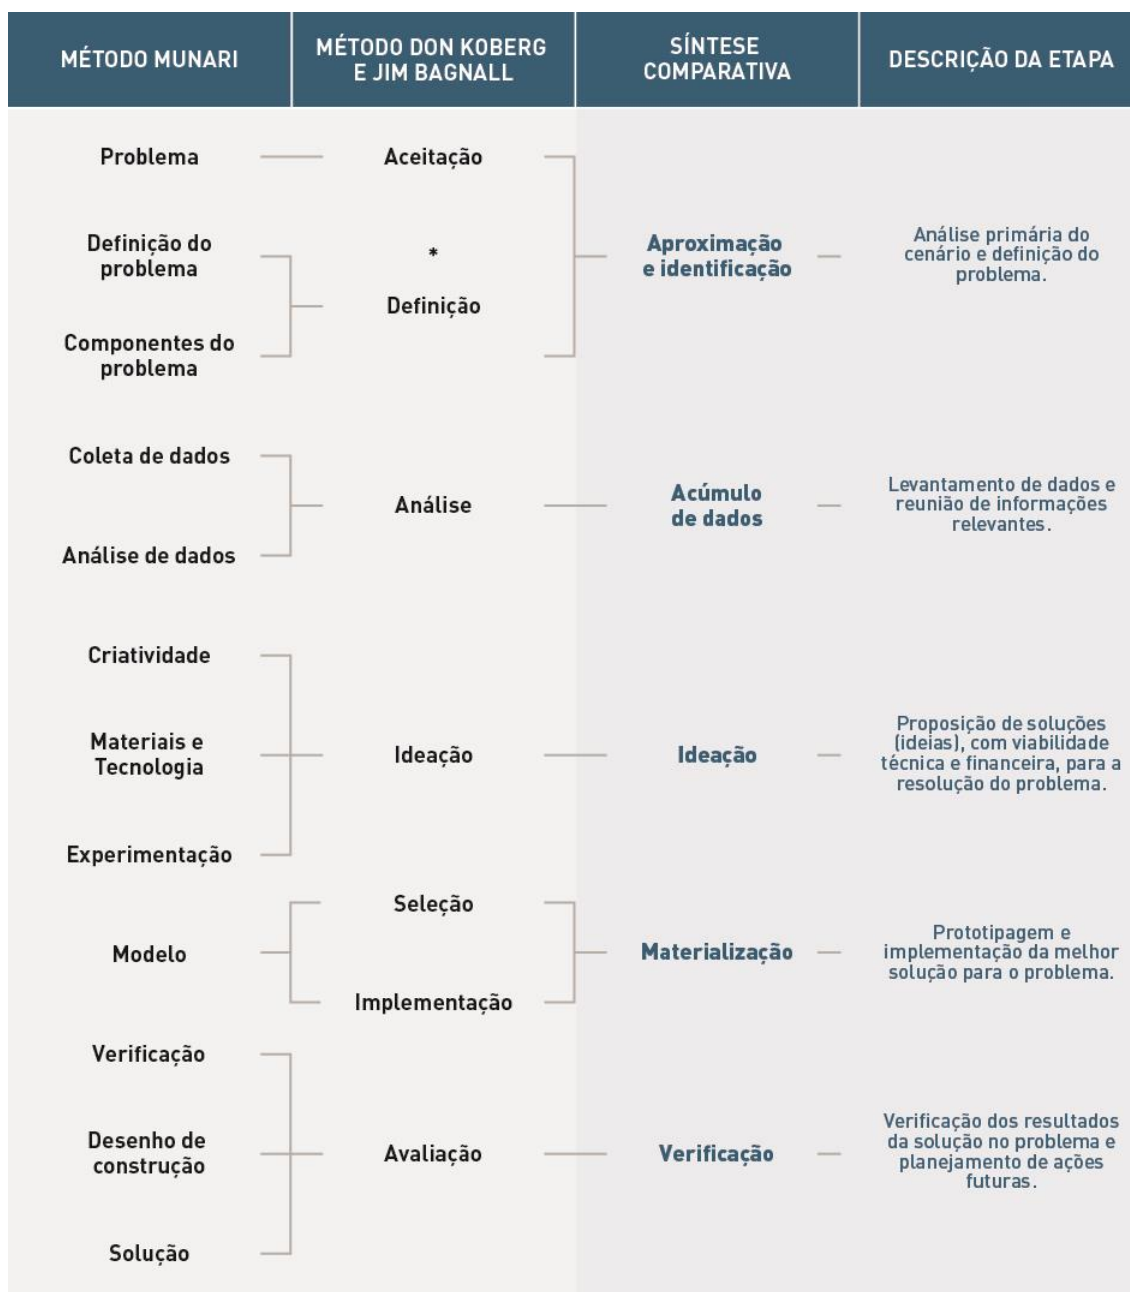 MÉTODO MUNARI
MÉTODO DON KOBERG
E JIM BAGNALL
SÍNTESE
COMPARATIVA
DESCRIÇÃO DA ETAPA
Problema
Aceitação
Definição do
problema
*
Definição
Componentes do
problema
Aproximação
e identificação
Análise primária do
cenário e definição do
problema.
Coleta de dados
Análise de dados
Análise
Acúmulo
de dados
Levantamento de dados e
reunião de informações
relevantes.
Criatividade
Materiais e
Tecnologia
Experimentação
Ideação
Ideação
Proposição de soluções
(ideias), com viabilidade
técnica e financeira, para a
resolução do problema.
Modelo
Seleção
Implementação
Materialização
Prototipagem e
implementação da melhor
solução para o problema.
Verificação
Desenho de
construção
Solução
Avaliação
Verificação
Verificação dos resultados
da solução no problema e
planejamento de ações
futuras.